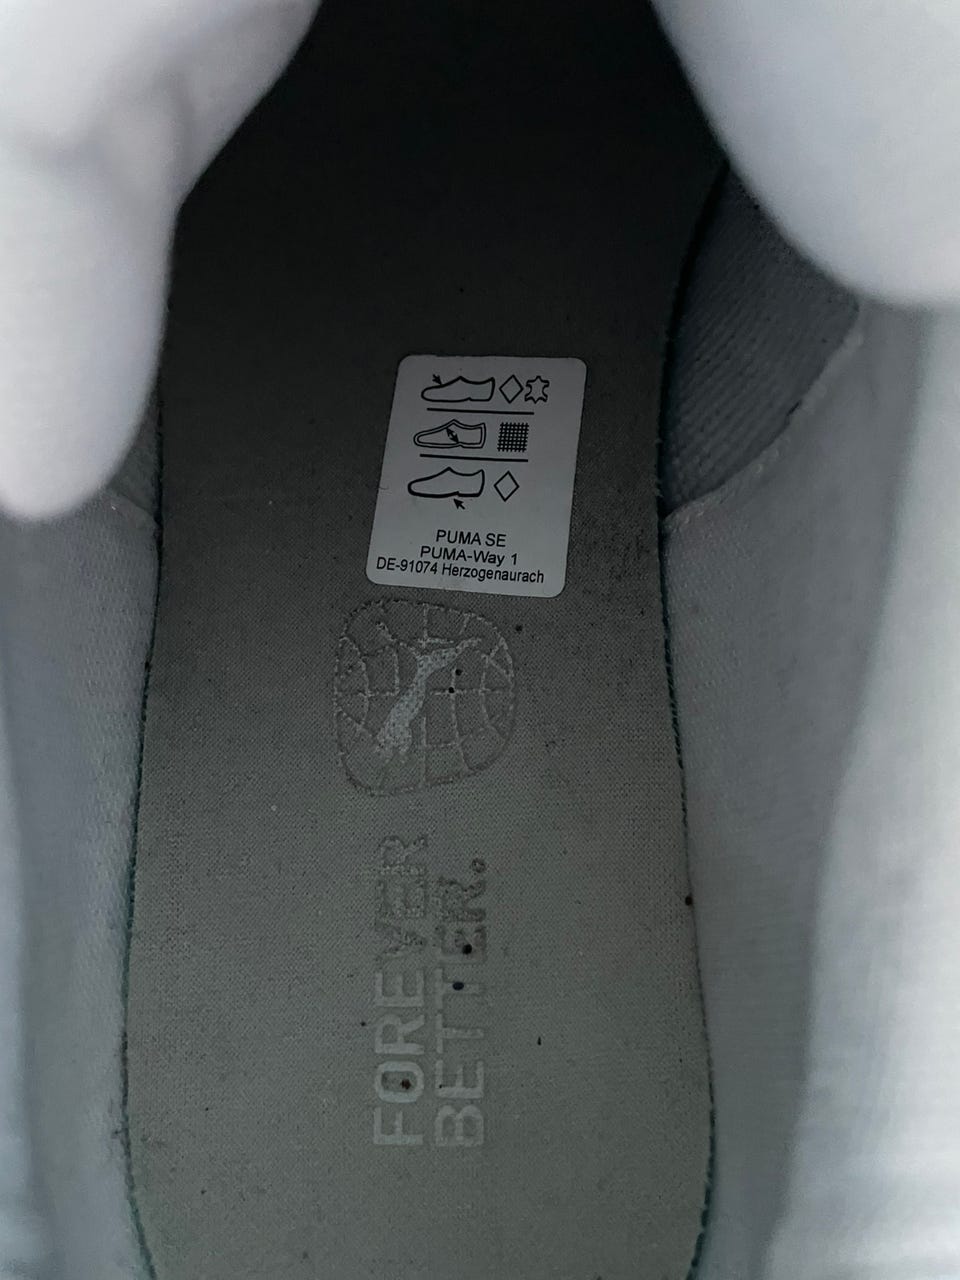 PUMA SE
PUMA-Way 1
DE-91074 Herzogenaurach
FOREVER
BETTER.